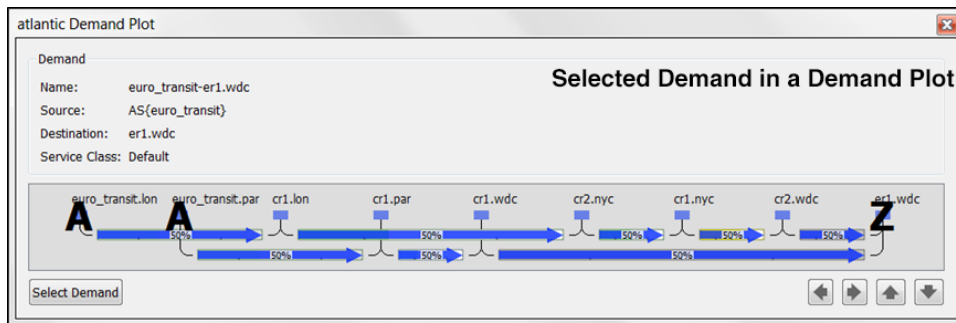 atlantic Demand Plot
Demand
Selected Demand in a Demand Plot
Name: euro_transit-er1.wdc
Source: AS{euro_transit}
Destination: er1.wdc
Service Class: Default
euro_transit.lon euro_transit.par cr1.lon cr1.par cr1.wdc cr2.nyc cr1.nyc cr2.wdc er1.wdc
A A Z
50% 50% 50% 50% 50%
50% 50% 50%
Select Demand